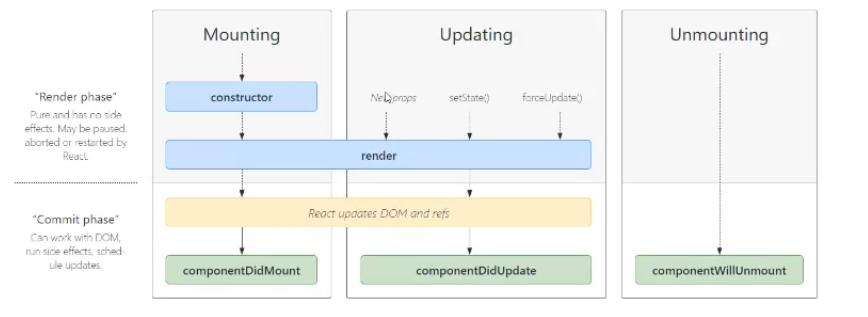 Mounting
Updating
Unmounting
"Render phase"
Pure and has no side
effects. May be paused,
aborted or restarted by
React.
constructor
New props
setState()
forceUpdate()
render
"Commit phase"
Can work with DOM,
run side effects, sched-
ule updates.
React updates DOM and refs
componentDidMount
componentDidUpdate
componentWillUnmount